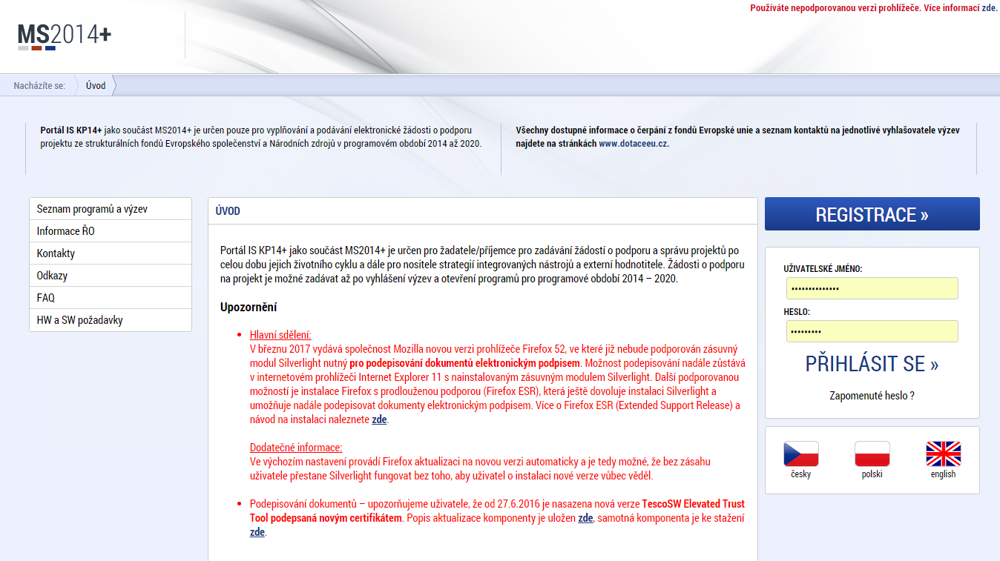 Používáte nepodporovanou verzi prohlížeče. Více informací zde.
MS2014+
Nacházíte se:
Úvod
Portál IS KP14+ jako součást MS2014+ je určen pouze pro vyplňování a podávání elektronické žádosti o podporu
projektu ze strukturálních fondů Evropského společenství a Národních zdrojů v programovém období 2014 až 2020.
Všechny dostupné informace o čerpání z fondů Evropské unie a seznam kontaktů na jednotlivé vyhlašovatele výzev
najdete na stránkách www.dotaceeu.cz.
Seznam programů a výzev
Informace ŘO
Kontakty
Odkazy
FAQ
HW a SW požadavky
ÚVOD
Portál IS KP14+ jako součást MS2014+ je určen pro žadatele/příjemce pro zadávání žádostí o podporu a správu projektů po
celou dobu jejich životního cyklu a dále pro nositele strategií integrovaných nástrojů a externí hodnotitele. Žádosti o podporu
na projekt je možné zadávat až po vyhlášení výzev a otevření programů pro programové období 2014 – 2020.
Upozornění
Hlavní sdělení:
V březnu 2017 vydává společnost Mozilla novou verzi prohlížeče Firefox 52, ve které již nebude podporován zásuvný
modul Silverlight nutný pro podepisování dokumentů elektronickým podpisem. Možnost podepisování nadále zůstává
v internetovém prohlížeči Internet Explorer 11 s nainstalovaným zásuvným modulem Silverlight. Další podporovanou
možností je instalace Firefox s prodlouženou podporou (Firefox ESR), která ještě dovoluje instalaci Silverlight a
umožňuje nadále podepisovat dokumenty elektronickým podpisem. Více o Firefox ESR (Extended Support Release) a
návod na instalaci naleznete zde.
Dodatečné informace:
Ve výchozím nastavení provádí Firefox aktualizaci na novou verzi automaticky a je tedy možné, že bez zásahu
uživatele přestane Silverlight fungovat bez toho, aby uživatel o instalaci nové verze vůbec věděl.
Podepisování dokumentů – upozorňujeme uživatele, že od 27.6.2016 je nasazena nová verze TescoSW Elevated Trust
Tool podepsaná novým certifikátem. Popis aktualizace komponenty je uložen zde, samotná komponenta je ke stažení
zde.
REGISTRACE »
UŽIVATELSKÉ JMÉNO:
••••••••••••••
HESLO:
•••••••••
PŘIHLÁSIT SE »
Zapomenuté heslo ?
česky
polski
english